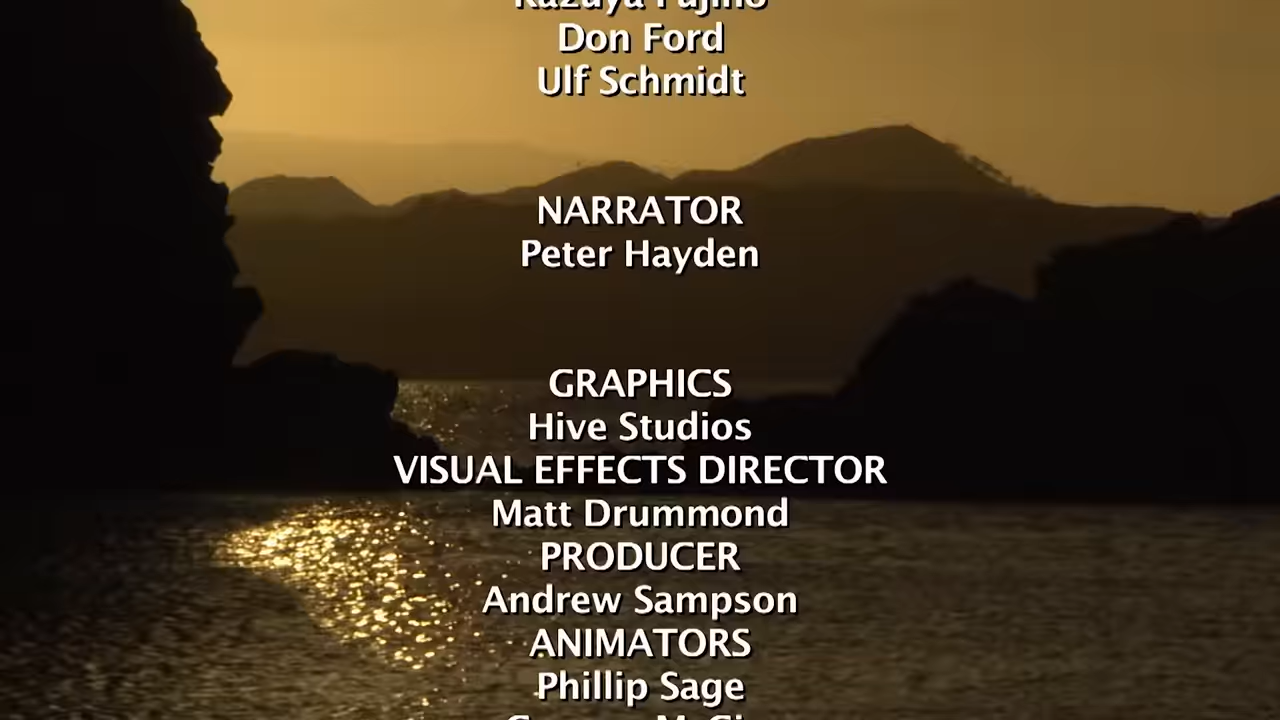 Don Ford
Ulf Schmidt
NARRATOR
Peter Hayden
GRAPHICS
Hive Studios
VISUAL EFFECTS DIRECTOR
Matt Drummond
PRODUCER
Andrew Sampson
ANIMATORS
Phillip Sage